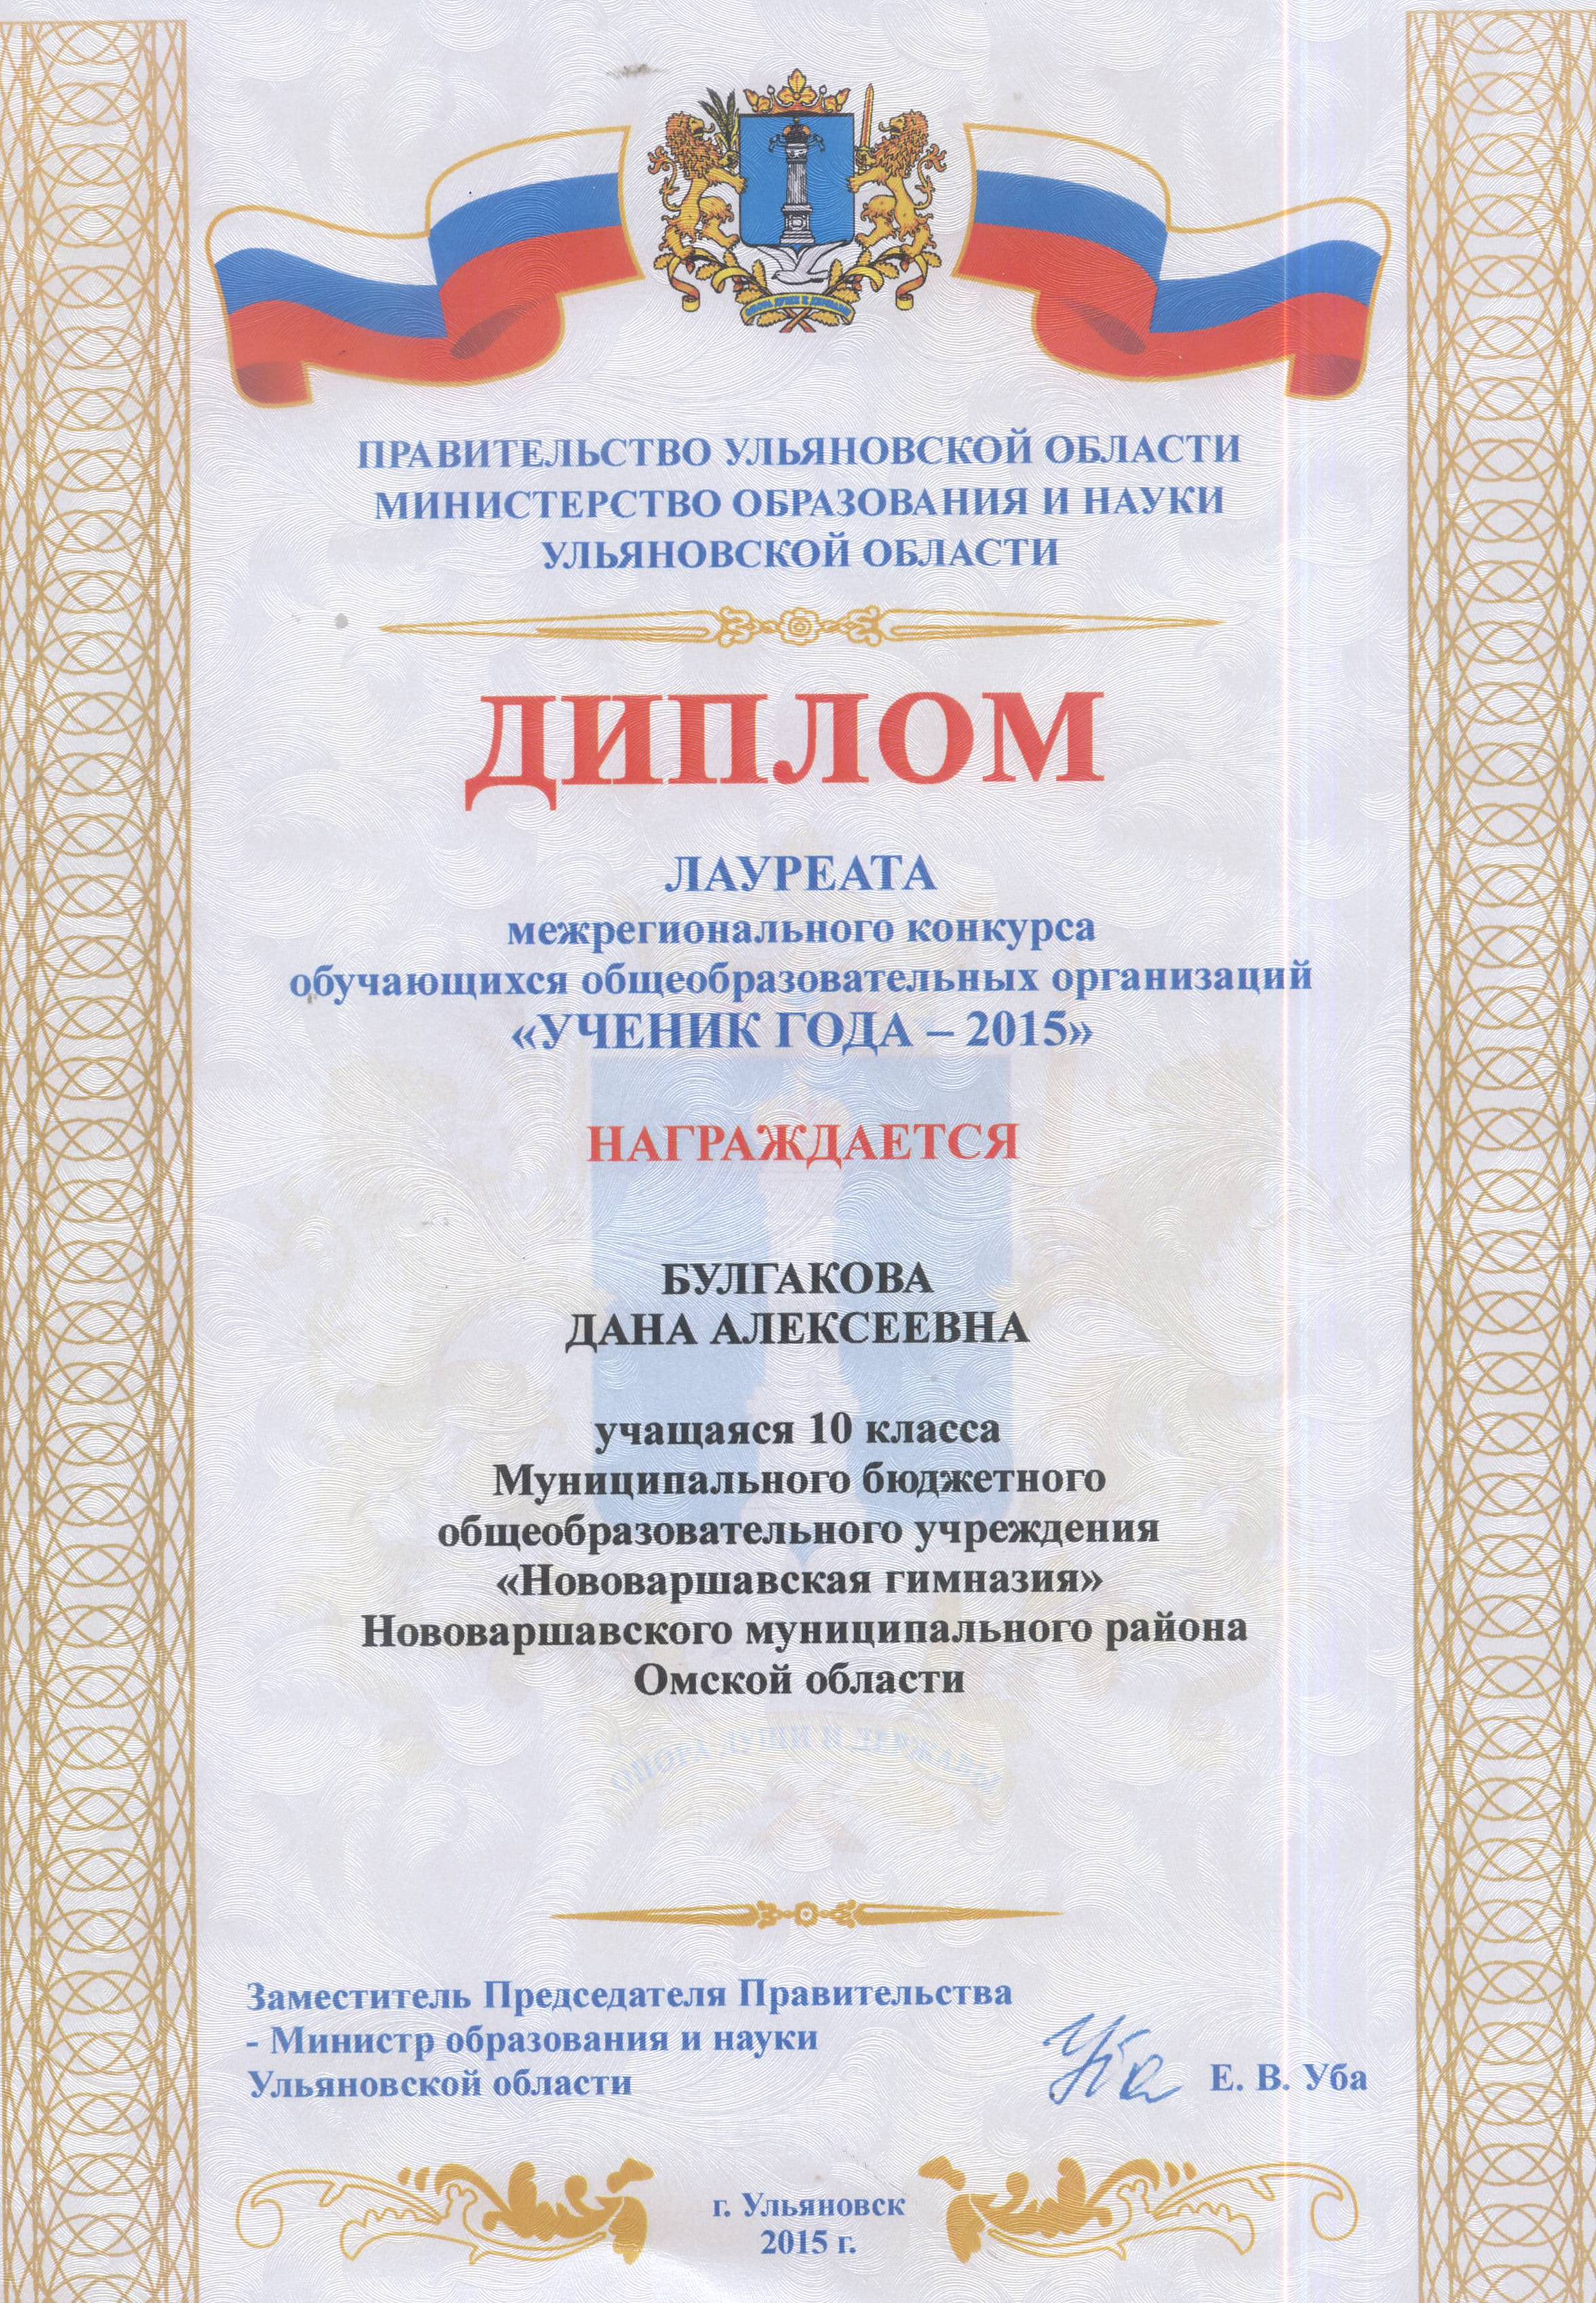 ОПОРА ДУШИ И ДЕРЖАВЫ
ПРАВИТЕЛЬСТВО УЛЬЯНОВСКОЙ ОБЛАСТИ
МИНИСТЕРСТВО ОБРАЗОВАНИЯ И НАУКИ
УЛЬЯНОВСКОЙ ОБЛАСТИ
ДИПЛОМ
ЛАУРЕАТА
межрегионального конкурса
обучающихся общеобразовательных организаций
«УЧЕНИК ГОДА – 2015»
НАГРАЖДАЕТСЯ
БУЛГАКОВА
ДАНА АЛЕКСЕЕВНА
учащаяся 10 класса
Муниципального бюджетного
общеобразовательного учреждения
«Нововаршавская гимназия»
Нововаршавского муниципального района
Омской области
ОПОРА ДУШИ И ДЕРЖАВЫ
Заместитель Председателя Правительства
- Министр образования и науки
Ульяновской области
Уба
Е. В. Уба
г. Ульяновск
2015 г.